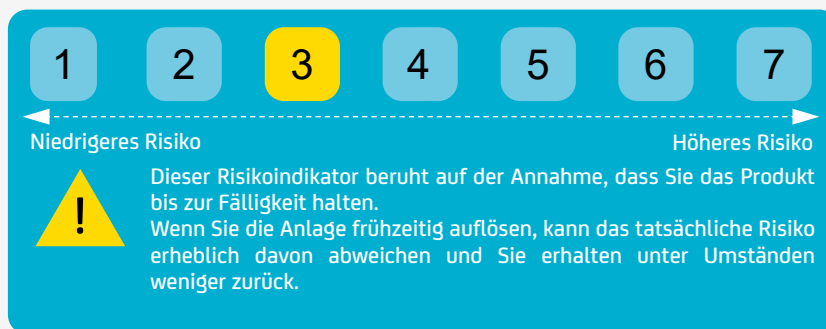 1 2 3 4 5 6 7
Niedrigeres Risiko Höheres Risiko
! Dieser Risikoindikator beruht auf der Annahme, dass Sie das Produkt
bis zur Fälligkeit halten.
Wenn Sie die Anlage frühzeitig auflösen, kann das tatsächliche Risiko
erheblich davon abweichen und Sie erhalten unter Umständen
weniger zurück.